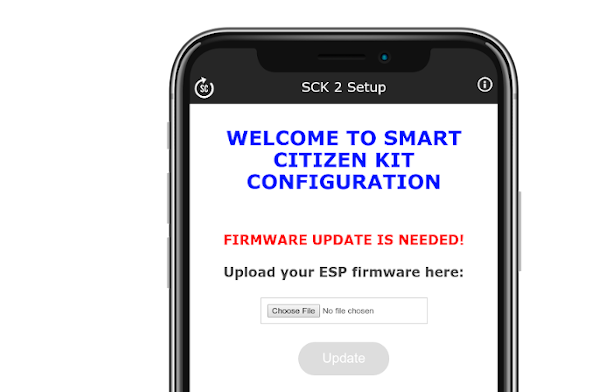 SC
SCK 2 Setup
i
WELCOME TO SMART
CITIZEN KIT
CONFIGURATION
FIRMWARE UPDATE IS NEEDED!
Upload your ESP firmware here:
Choose File No file chosen
Update